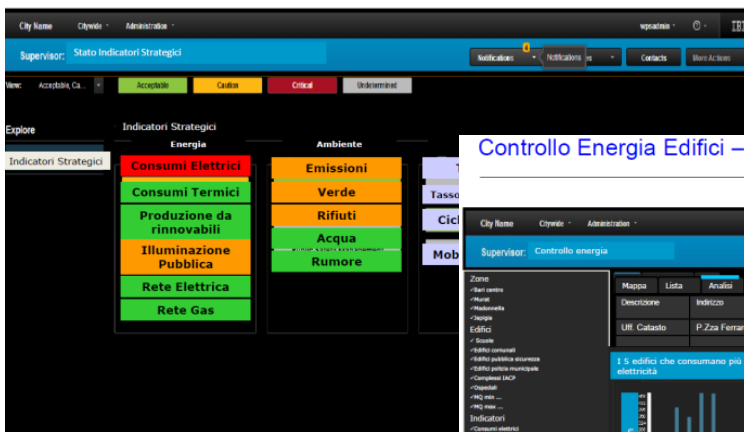 City Name Citywide Administration wpsadmin IBM
Supervisor: Stato Indicatori Strategici Notifications 4 Notifications Contacts More Actions
View: Acceptable, Ca... Acceptable Caution Critical Undetermined
Explore
Indicatori Strategici
Indicatori Strategici
Energia
Consumi Elettrici
Consumi Termici
Produzione da
rinnovabili
Illuminazione
Pubblica
Rete Elettrica
Rete Gas
Ambiente
Emissioni
Verde
Rifiuti
Acqua
Rumore
T
Tasso
Cicl
Mob
Controllo Energia Edifici –
City Name Citywide Administration
Supervisor: Controllo energia
Zone
Bari centro
Murat
Madonnella
Japigia
Edifici
Scuole
Edifici comunali
Edifici pubblica sicurezza
Edifici polizia municipale
Complessi IACP
Ospedali
MQ min ...
MQ max ...
Indicatori
Consumi elettrici
Mappa Lista Analisi
Descrizione Indirizzo
Uff. Catasto P.Zza Ferrar
I 5 edifici che consumano più
elettricità